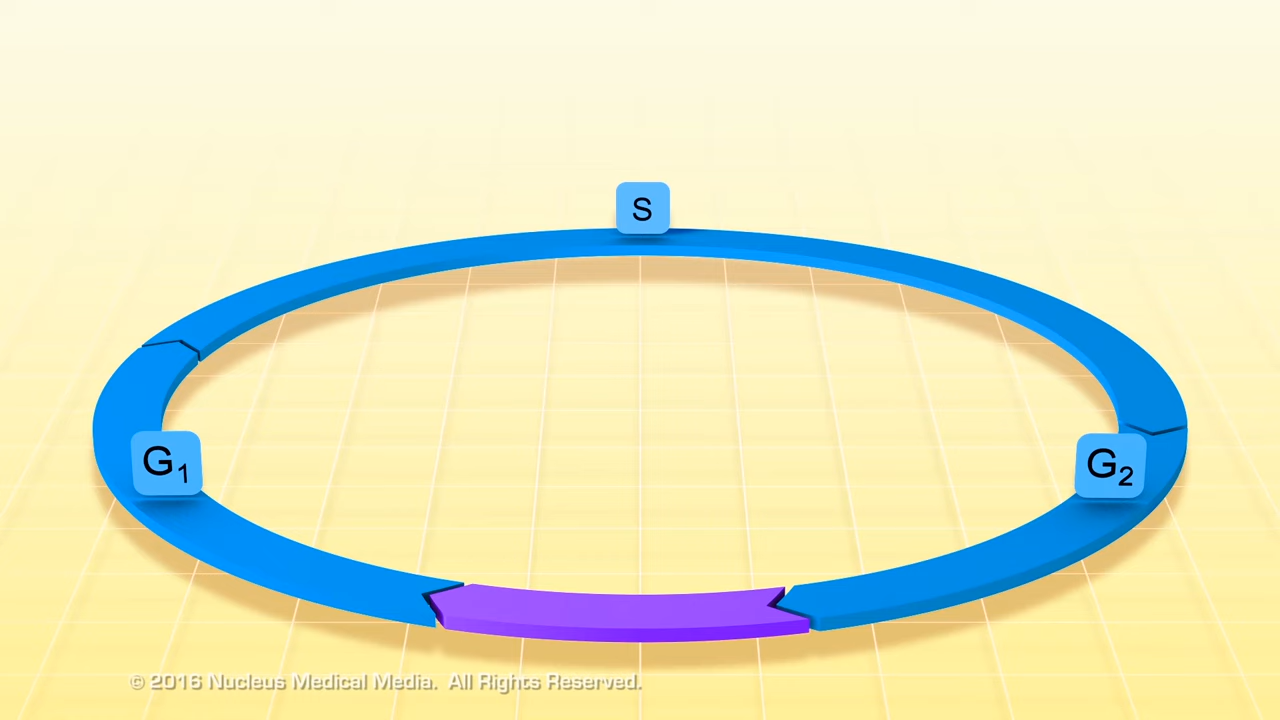 S
G₁
G₂
© 2016 Nucleus Medical Media. All Rights Reserved.